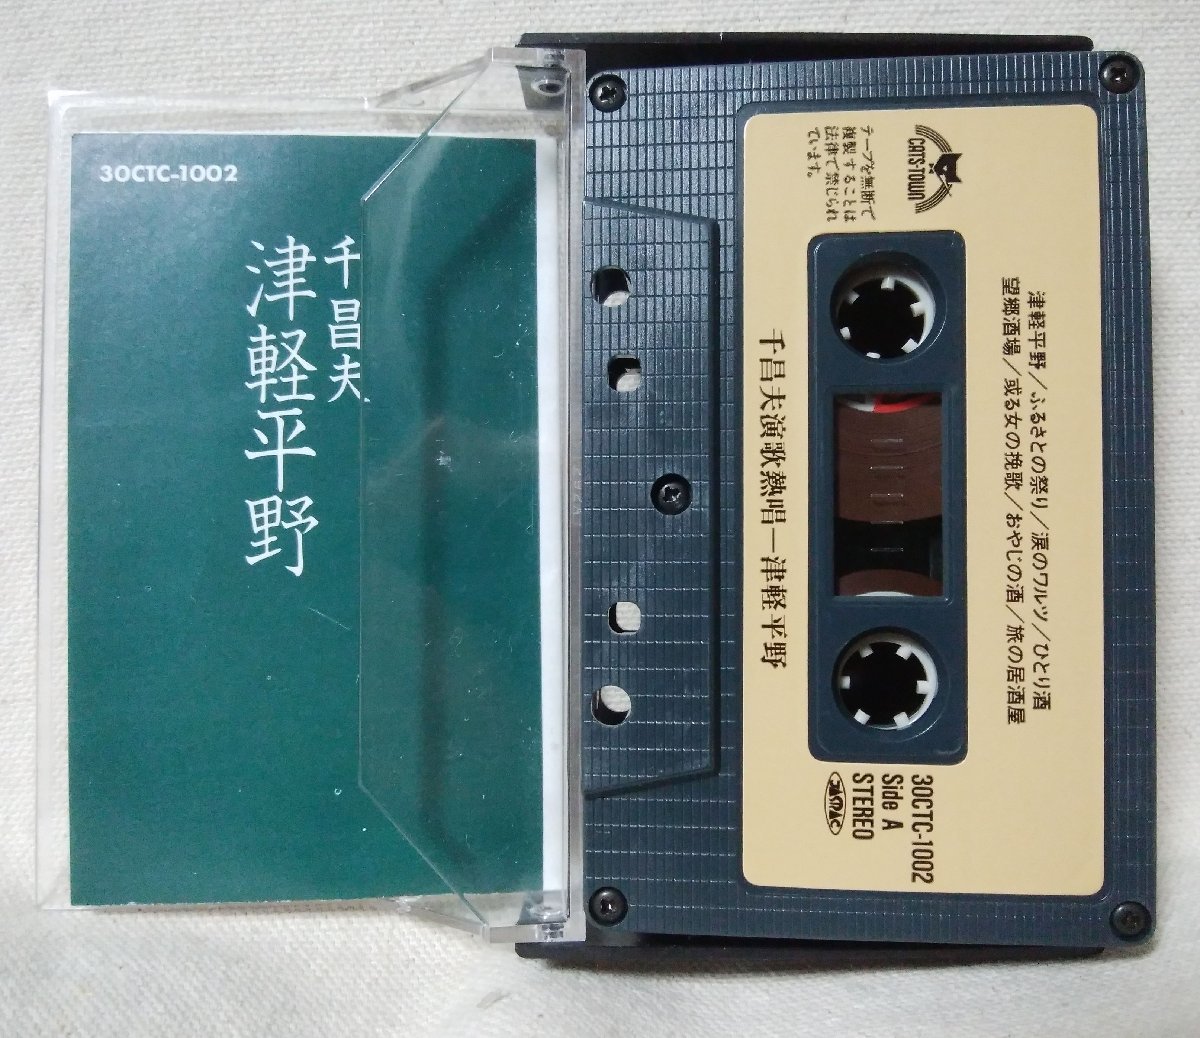 30CTC-1002
千昌夫
津軽平野
CATS-TOWN
テープを無断で
複製することは
法律で禁じられ
ています。
津軽平野/ふるさとの祭り/涙のワルツ/ひとり酒
望郷酒場/或る女の挽歌/おやじの酒/旅の居酒屋
千昌夫演歌熱唱―津軽平野
30CTC-1002
Side A
STEREO
JASRAC